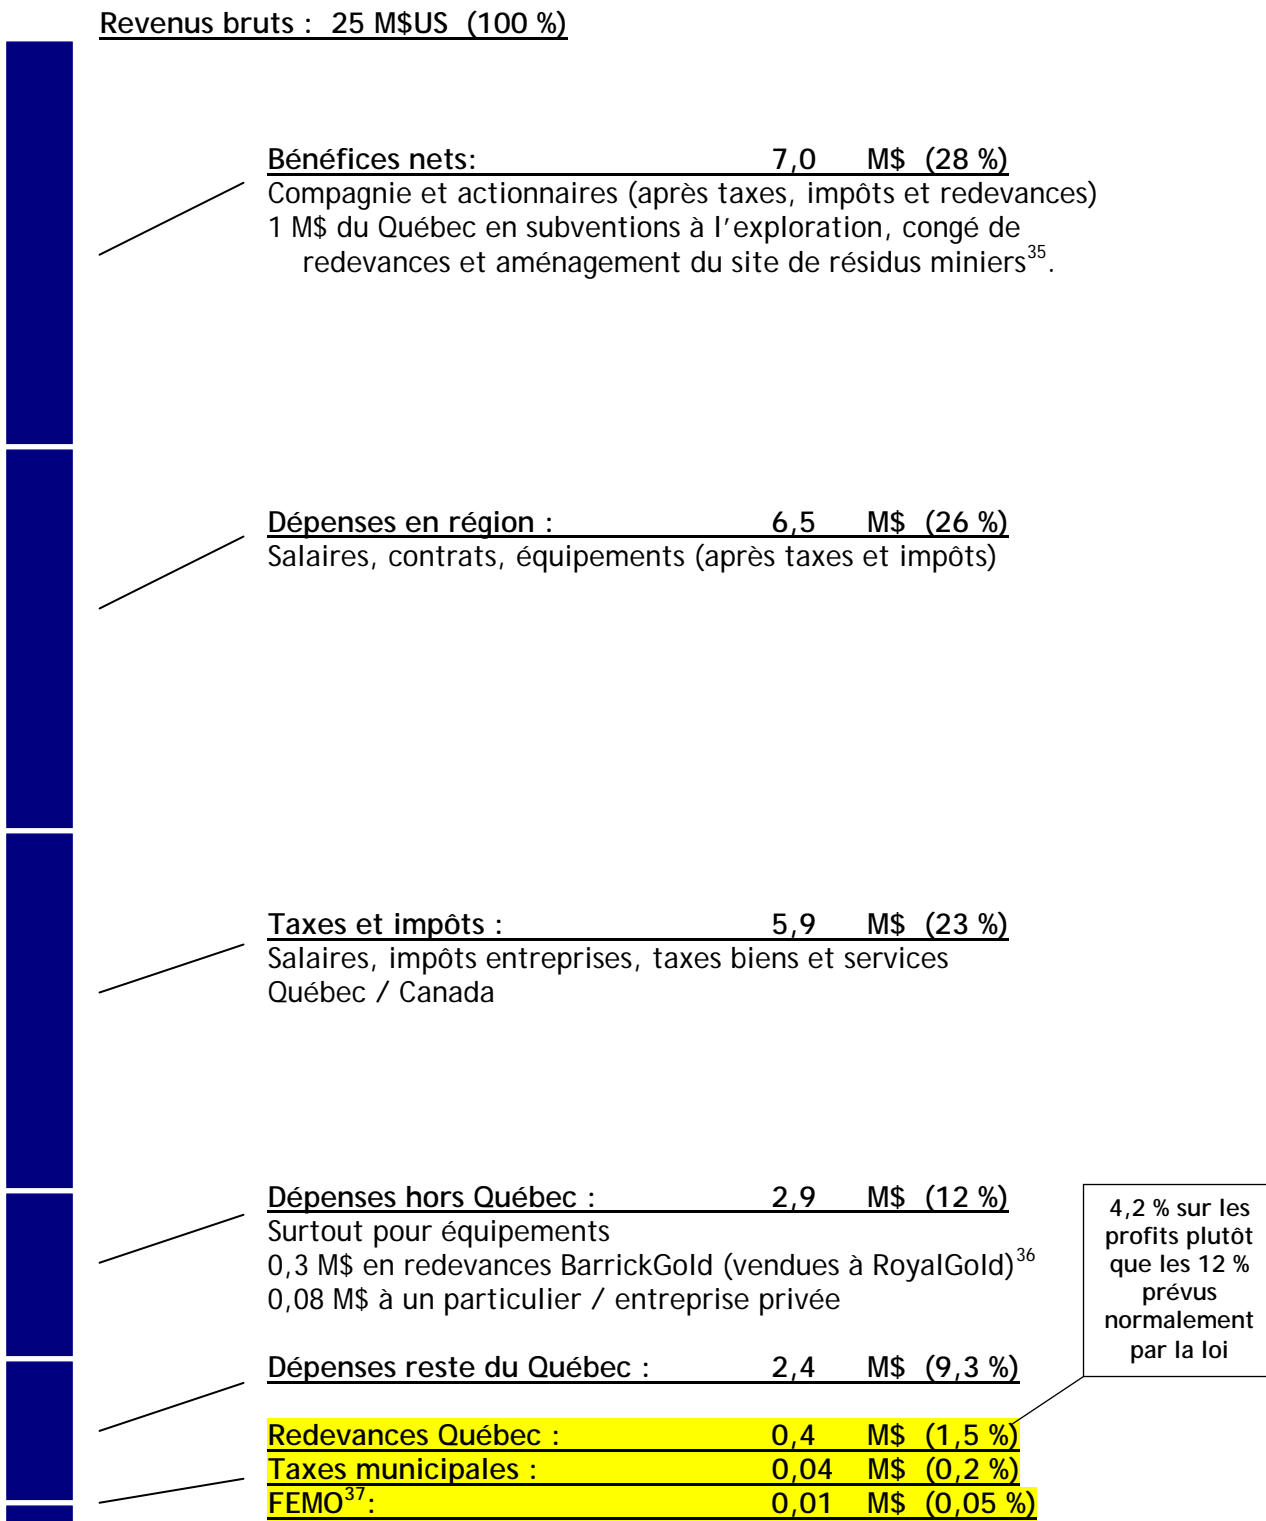 Revenus bruts : 25 M$US (100 %)
Bénéfices nets: 7,0 M$ (28 %)
Compagnie et actionnaires (après taxes, impôts et redevances)
1 M$ du Québec en subventions à l'exploration, congé de
redevances et aménagement du site de résidus miniers35.
Dépenses en région : 6,5 M$ (26 %)
Salaires, contrats, équipements (après taxes et impôts)
Taxes et impôts : 5,9 M$ (23 %)
Salaires, impôts entreprises, taxes biens et services
Québec / Canada
Dépenses hors Québec : 2,9 M$ (12 %)
Surtout pour équipements
0,3 M$ en redevances BarrickGold (vendues à RoyalGold)36
0,08 M$ à un particulier / entreprise privée
4,2 % sur les
profits plutôt
que les 12 %
prévus
normalement
par la loi
Dépenses reste du Québec : 2,4 M$ (9,3 %)
Redevances Québec : 0,4 M$ (1,5 %)
Taxes municipales : 0,04 M$ (0,2 %)
FEMO37: 0,01 M$ (0,05 %)